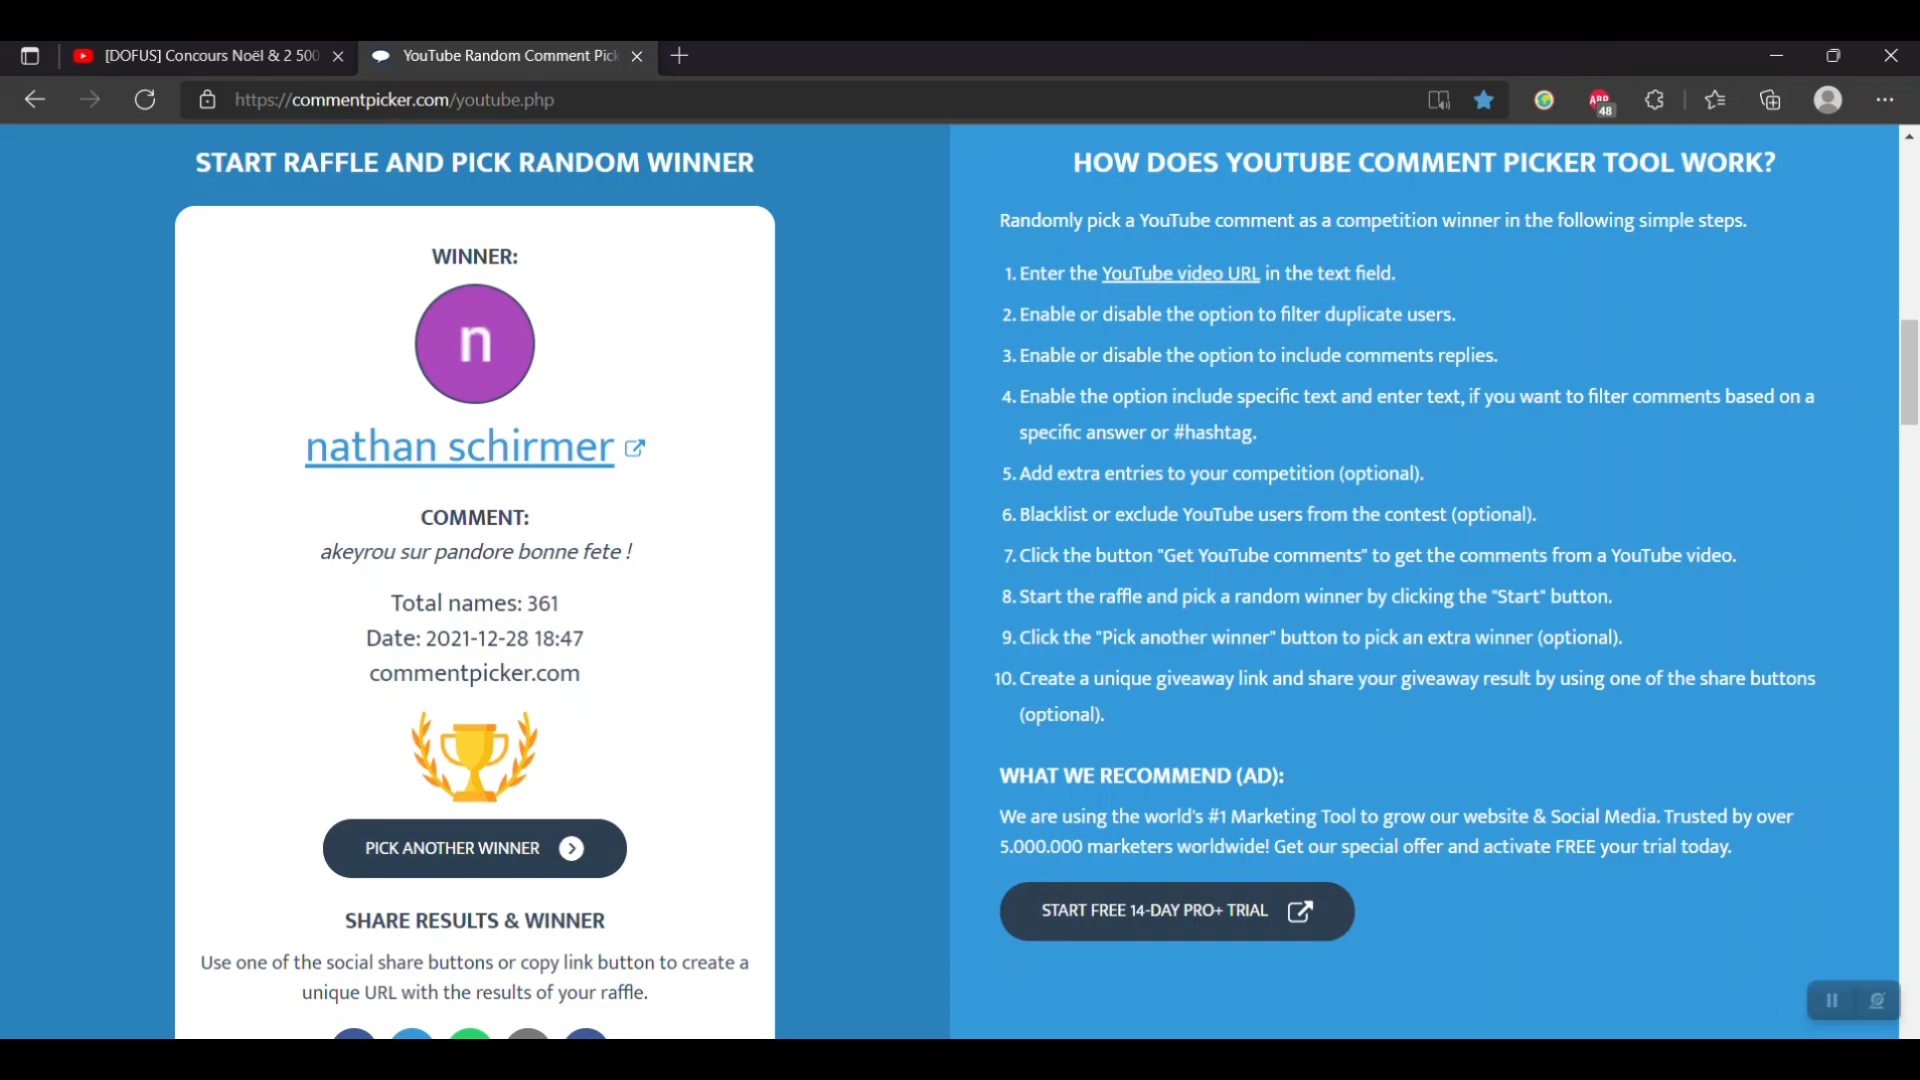 [DOFUS] Concours Noël & 2 500
YouTube Random Comment Pick
https://commentpicker.com/youtube.php
ABP
48
START RAFFLE AND PICK RANDOM WINNER
WINNER:
n
nathan schirmer
COMMENT:
akeyrou sur pandore bonne fete !
Total names: 361
Date: 2021-12-28 18:47
commentpicker.com
PICK ANOTHER WINNER
SHARE RESULTS & WINNER
Use one of the social share buttons or copy link button to create a
unique URL with the results of your raffle.
HOW DOES YOUTUBE COMMENT PICKER TOOL WORK?
Randomly pick a YouTube comment as a competition winner in the following simple steps.
1. Enter the YouTube video URL in the text field.
2. Enable or disable the option to filter duplicate users.
3. Enable or disable the option to include comments replies.
4. Enable the option include specific text and enter text, if you want to filter comments based on a
specific answer or #hashtag.
5. Add extra entries to your competition (optional).
6. Blacklist or exclude YouTube users from the contest (optional).
7. Click the button "Get YouTube comments" to get the comments from a YouTube video.
8. Start the raffle and pick a random winner by clicking the "Start" button.
9. Click the "Pick another winner" button to pick an extra winner (optional).
10. Create a unique giveaway link and share your giveaway result by using one of the share buttons
(optional).
WHAT WE RECOMMEND (AD):
We are using the world's #1 Marketing Tool to grow our website & Social Media. Trusted by over
5.000.000 marketers worldwide! Get our special offer and activate FREE your trial today.
START FREE 14-DAY PRO+ TRIAL